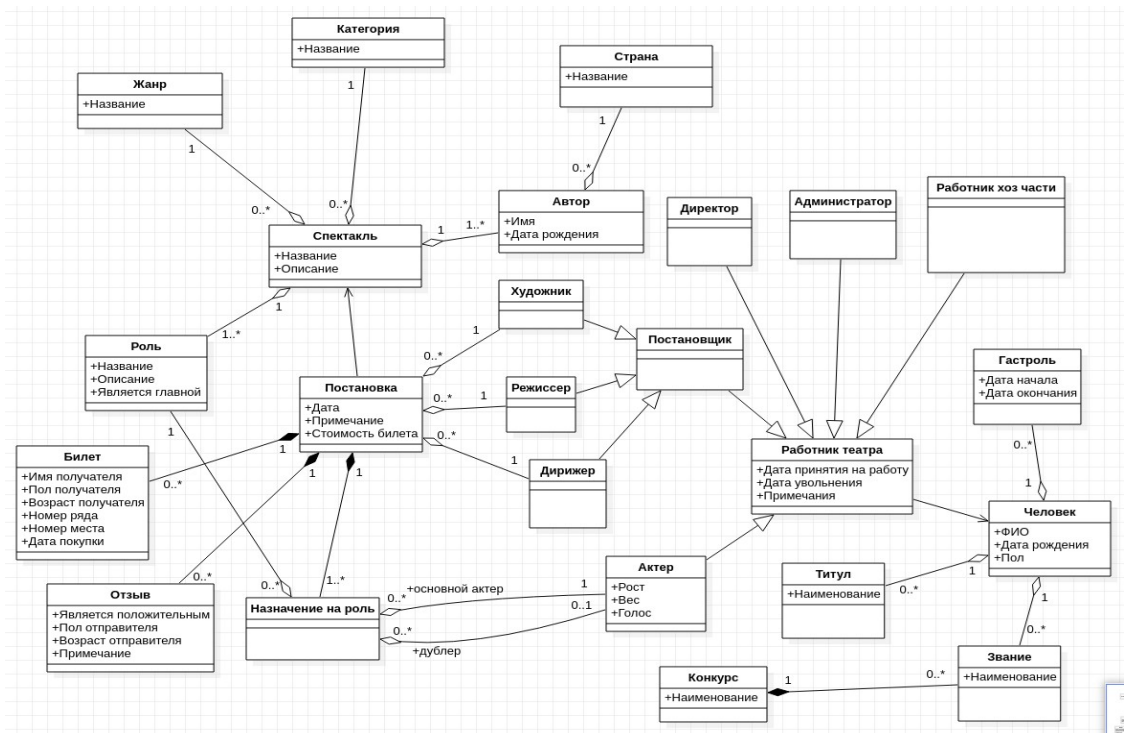 Категория
+Название
1
0..*
Жанр
+Название
1
0..*
Страна
+Название
1
0..*
Автор
+Имя
+Дата рождения
1..*
1
Спектакль
+Название
+Описание
1
1..*
Директор
Администратор
Работник хоз части
Художник
1
0..*
Постановщик
Роль
+Название
+Описание
+Является главной
1
Постановка
+Дата
+Примечание
+Стоимость билета
0..*
1
0..*
1
1
1
1
Режиссер
Дирижер
Гастроль
+Дата начала
+Дата окончания
0..*
1
Работник театра
+Дата принятия на работу
+Дата увольнения
+Примечания
Билет
+Имя получателя
+Пол получателя
+Возраст получателя
+Номер ряда
+Номер места
+Дата покупки
0..*
Человек
+ФИО
+Дата рождения
+Пол
1
1
Титул
+Наименование
0..*
Актер
+Рост
+Вес
+Голос
1
0..1
Отзыв
+Является положительным
+Пол отправителя
+Возраст отправителя
+Примечание
0..*
Назначение на роль
0..*
1..*
0..*
+основной актер
0..*
+дублер
Звание
+Наименование
0..*
0..*
Конкурс
+Наименование
1